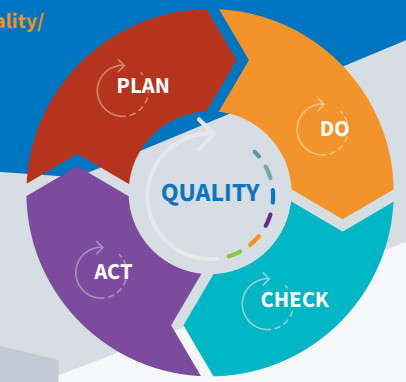 ality/
PLAN
DO
QUALITY
ACT
CHECK